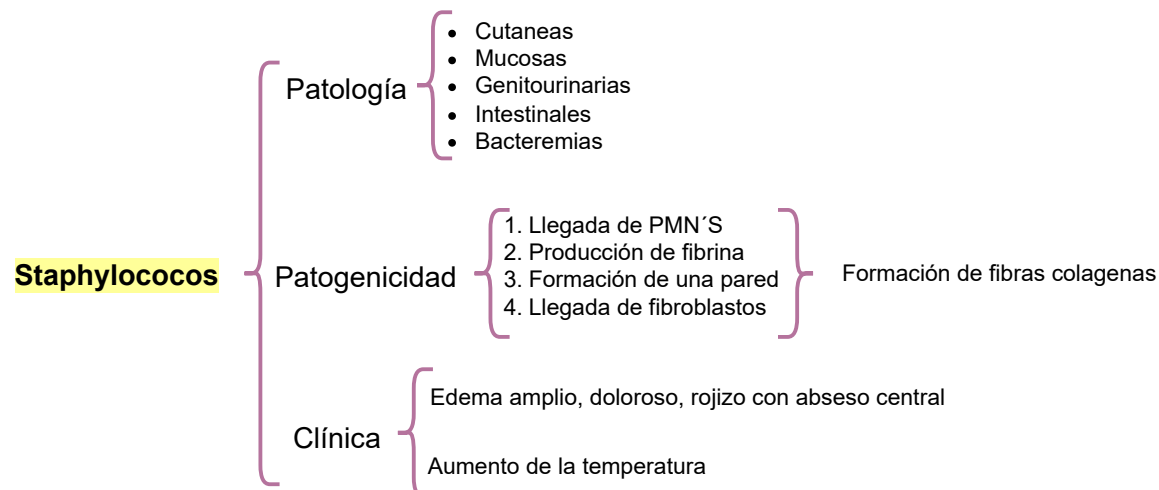 Staphylococos
Patología
• Cutaneas
• Mucosas
• Genitourinarias
• Intestinales
• Bacteremias
Patogenicidad
1. Llegada de PMN´S
2. Producción de fibrina
3. Formación de una pared
4. Llegada de fibroblastos
Formación de fibras colagenas
Clínica
Edema amplio, doloroso, rojizo con abseso central
Aumento de la temperatura